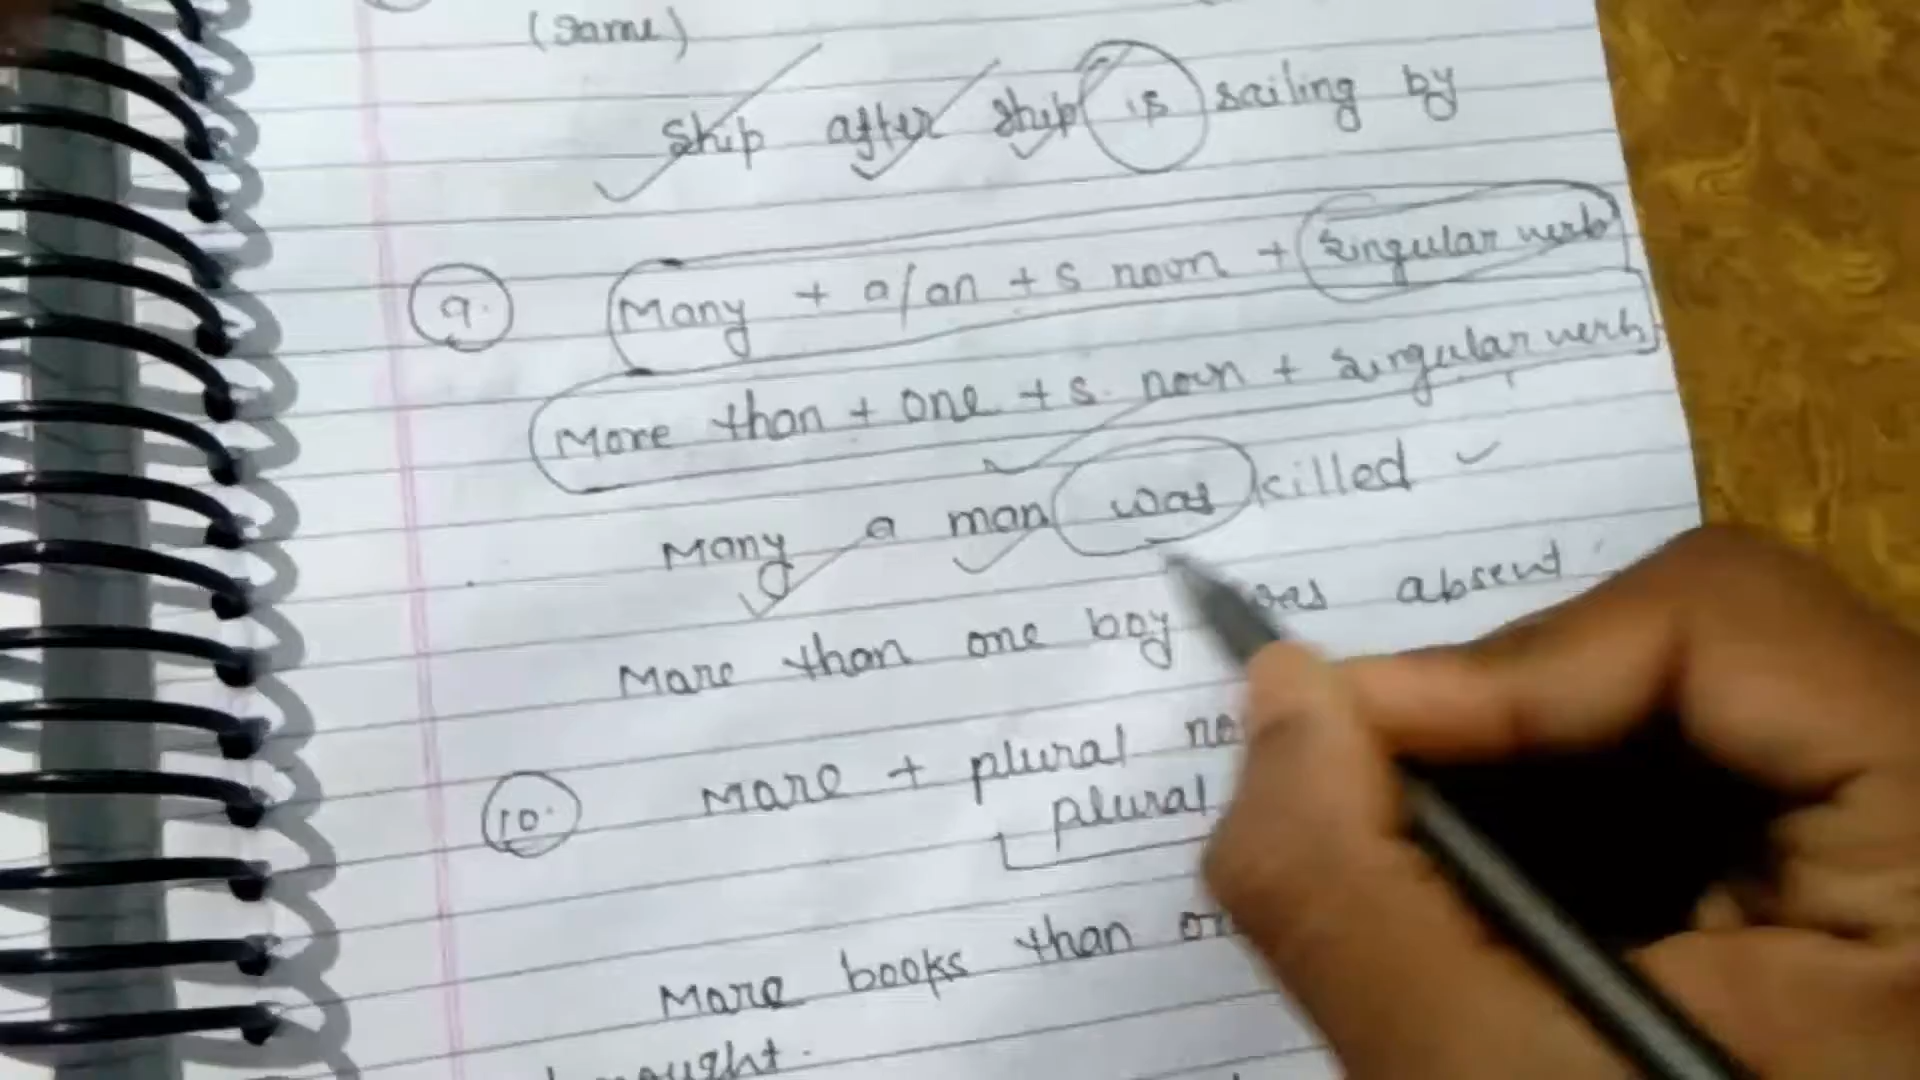 (same)
Ship after ship is sailing by
9. Many + a/an + s noun + singular verb
More than + one + s. noun + singular verb
Many a man was killed
More than one boy was absent
10. More + plural
plural
More books than